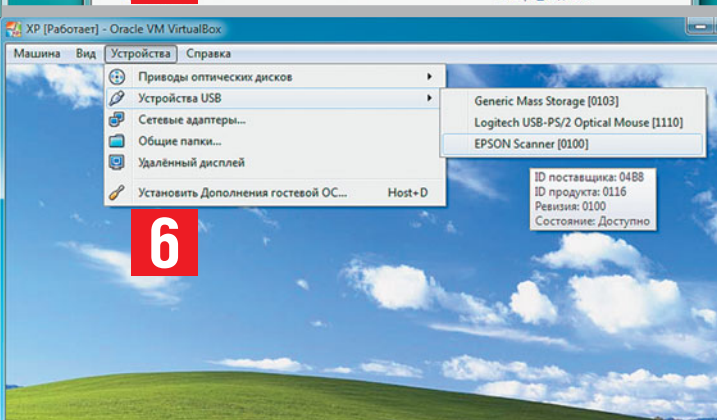 XP [Работает] - Oracle VM VirtualBox
Машина Вид Устройства Справка
Приводы оптических дисков
Устройства USB
Сетевые адаптеры...
Общие папки...
Удалённый дисплей
Установить Дополнения гостевой ОС... Host+D
Generic Mass Storage [0103]
Logitech USB-PS/2 Optical Mouse [1110]
EPSON Scanner [0100]
ID поставщика: 04B8
ID продукта: 0116
Ревизия: 0100
Состояние: Доступно
6